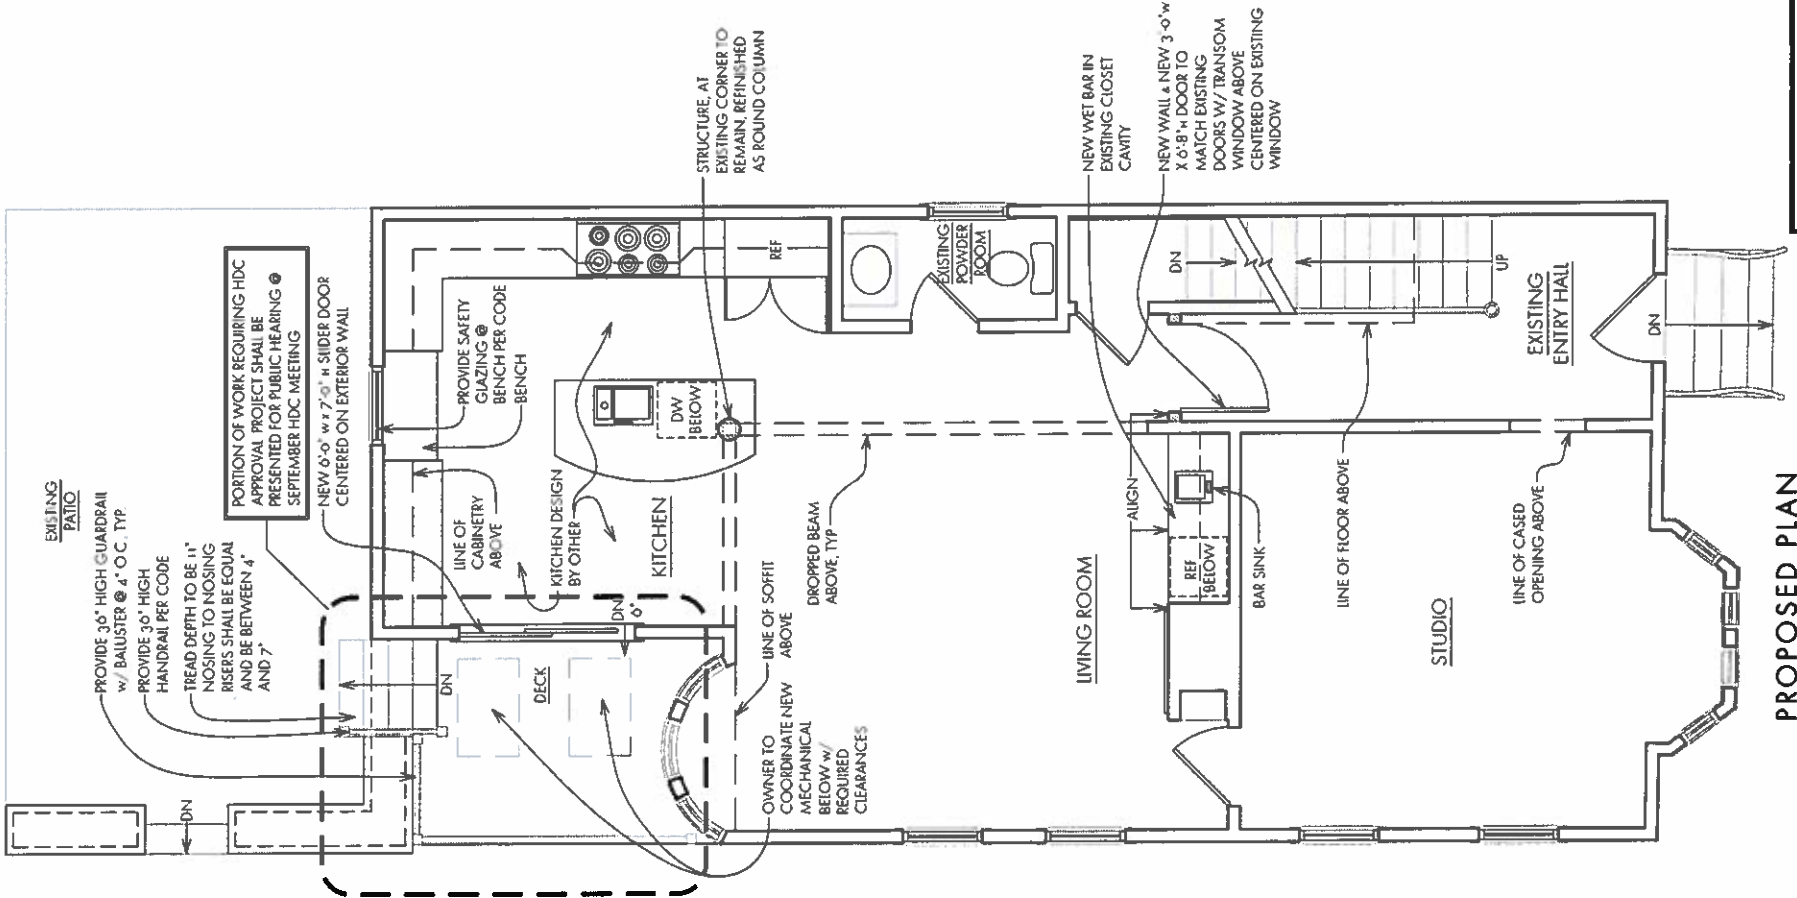 EXISTING
PATIO
PROVIDE 36" HIGH GUARDRAIL
W/ BALUSTER @ 4" O.C. TYP.
PROVIDE 36" HIGH
HANDRAIL PER CODE
TREAD DEPTH TO BE 11"
NOSING TO NOSING
RISERS SHALL BE EQUAL
AND BE BETWEEN 4"
AND 7"
PORTION OF WORK REQUIRING HDC
APPROVAL PROJECT SHALL BE
PRESENTED FOR PUBLIC HEARING @
SEPTEMBER HDC MEETING
NEW 6'-0" W X 7'-0" H SLIDER DOOR
CENTERED ON EXTERIOR WALL
DN
DN
DECK
LINE OF
CABINETRY
ABOVE
PROVIDE SAFETY
GLAZING @
BENCH PER CODE
BENCH
KITCHEN DESIGN
BY OTHER
DN
6"
KITCHEN
DW
BELOW
REF
STRUCTURE, AT
EXISTING CORNER TO
REMAIN, REFINISHED
AS ROUND COLUMN
LINE OF SOFFIT
ABOVE
OWNER TO
COORDINATE NEW
MECHANICAL
BELOW W/
REQUIRED
CLEARANCES
DROPPED BEAM
ABOVE, TYP
EXISTING
POWDER
ROOM
LIVING ROOM
ALIGN
NEW WET BAR IN
EXISTING CLOSET
CAVITY
NEW WALL & NEW 3'-0"W
X 6'-8"H DOOR TO
MATCH EXISTING
DOORS W/ TRANSOM
WINDOW ABOVE
CENTERED ON EXISTING
WINDOW
DN
REF
BELOW
BAR SINK
LINE OF FLOOR ABOVE
UP
STUDIO
LINE OF CASED
OPENING ABOVE
EXISTING
ENTRY HALL
DN
PROPOSED PLAN